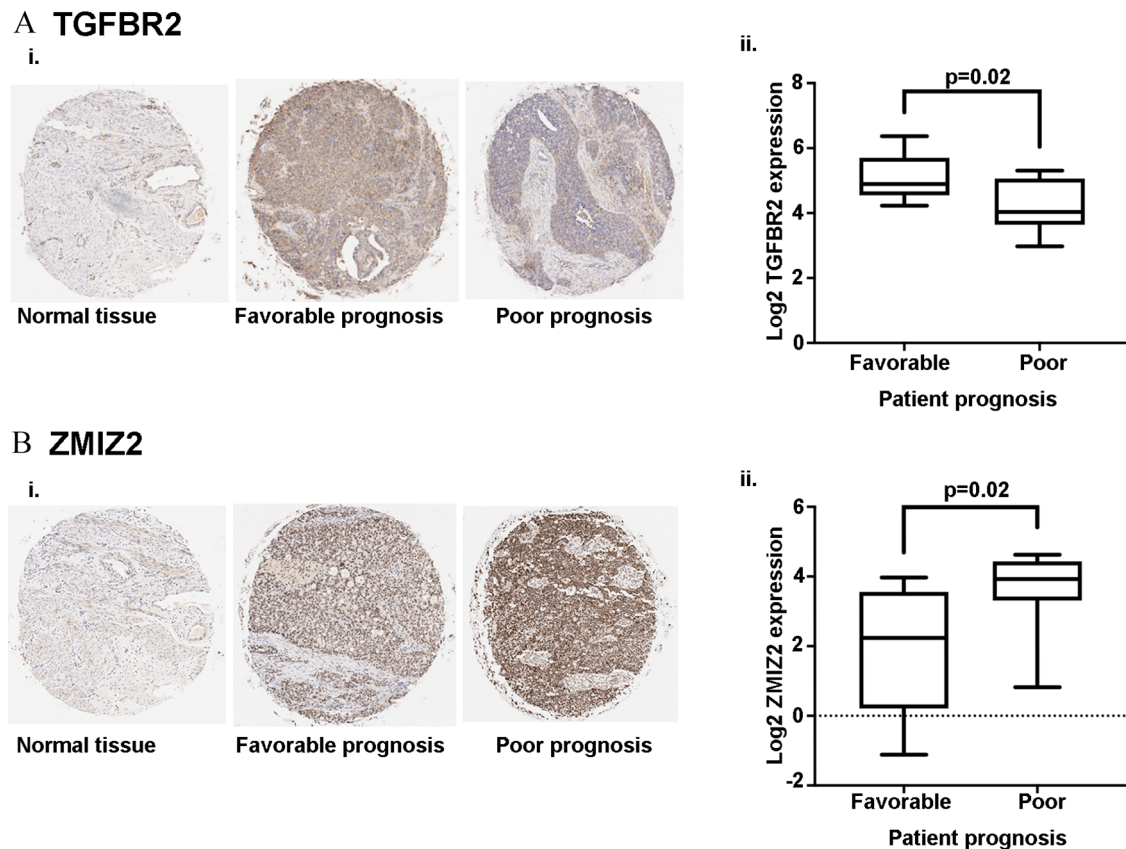 A TGFBR2
i.
Normal tissue
Favorable prognosis
Poor prognosis
ii.
p=0.02
Log2 TGFBR2 expression
8
6
4
2
0
Favorable
Poor
Patient prognosis
B ZMIZ2
i.
Normal tissue
Favorable prognosis
Poor prognosis
ii.
p=0.02
Log2 ZMIZ2 expression
6
4
2
0
-2
Favorable
Poor
Patient prognosis